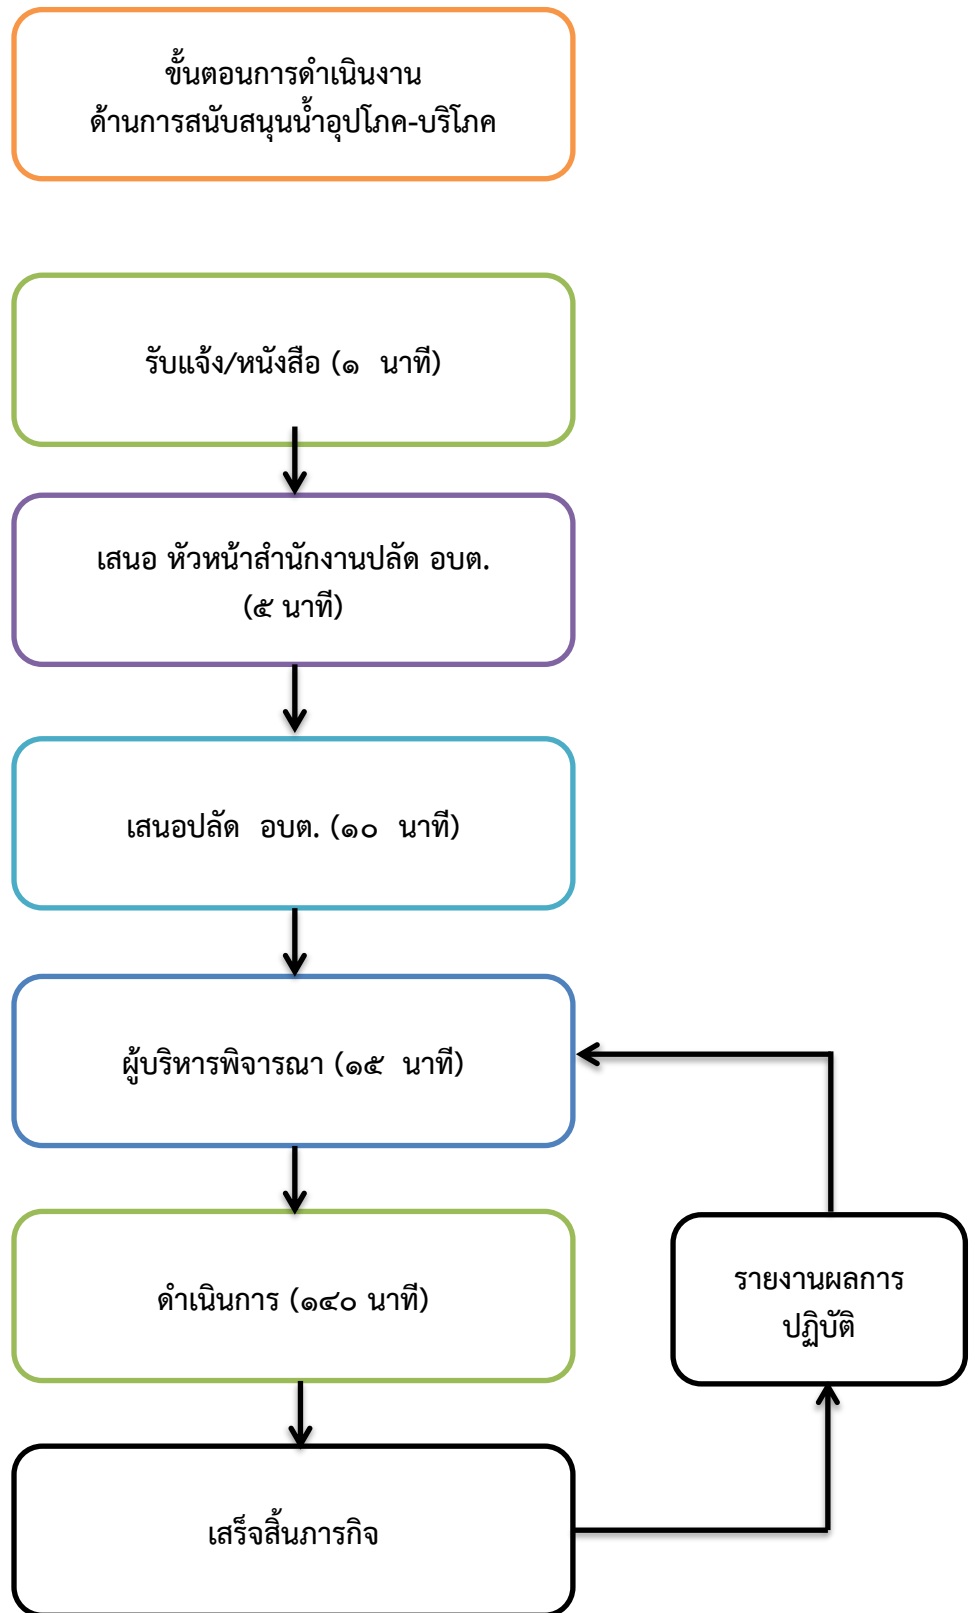 ขั้นตอนการดำเนินงาน
ด้านการสนับสนุนน้ำอุปโภค-บริโภค
รับแจ้ง/หนังสือ (๑ นาที)
เสนอ หัวหน้าสำนักงานปลัด อบต.
(๕ นาที)
เสนอปลัด อบต. (๑๐ นาที)
ผู้บริหารพิจารณา (๑๕ นาที)
ดำเนินการ (๑๔๐ นาที)
รายงานผลการ
ปฏิบัติ
เสร็จสิ้นภารกิจ